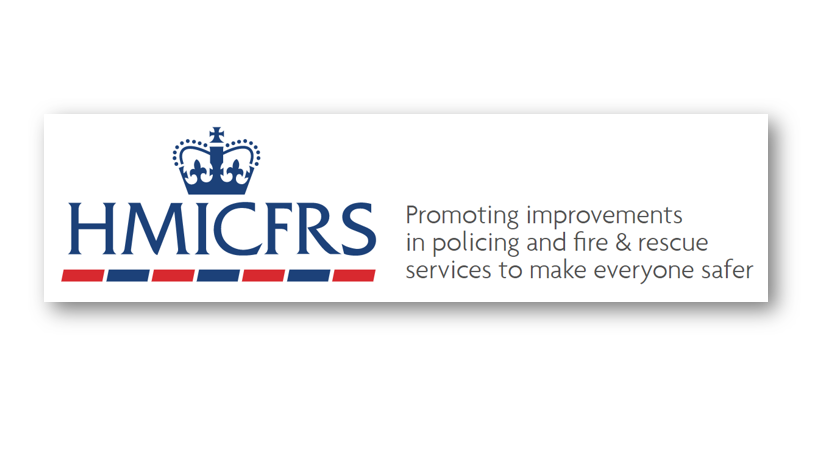 HMICFRS
Promoting improvements
in policing and fire & rescue
services to make everyone safer